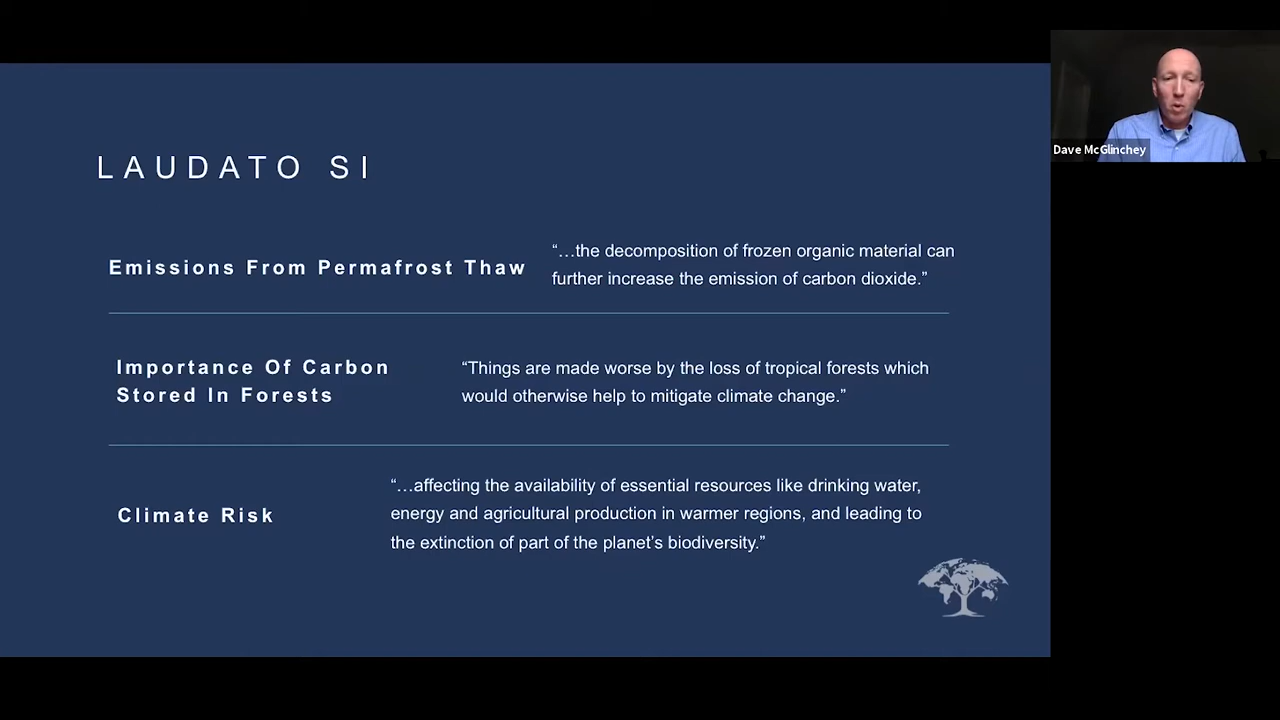 LAUDATO SI
Emissions From Permafrost Thaw
“…the decomposition of frozen organic material can
further increase the emission of carbon dioxide.”
Importance Of Carbon
Stored In Forests
“Things are made worse by the loss of tropical forests which
would otherwise help to mitigate climate change.”
Climate Risk
“…affecting the availability of essential resources like drinking water,
energy and agricultural production in warmer regions, and leading to
the extinction of part of the planet’s biodiversity.”
Dave McGlinchey